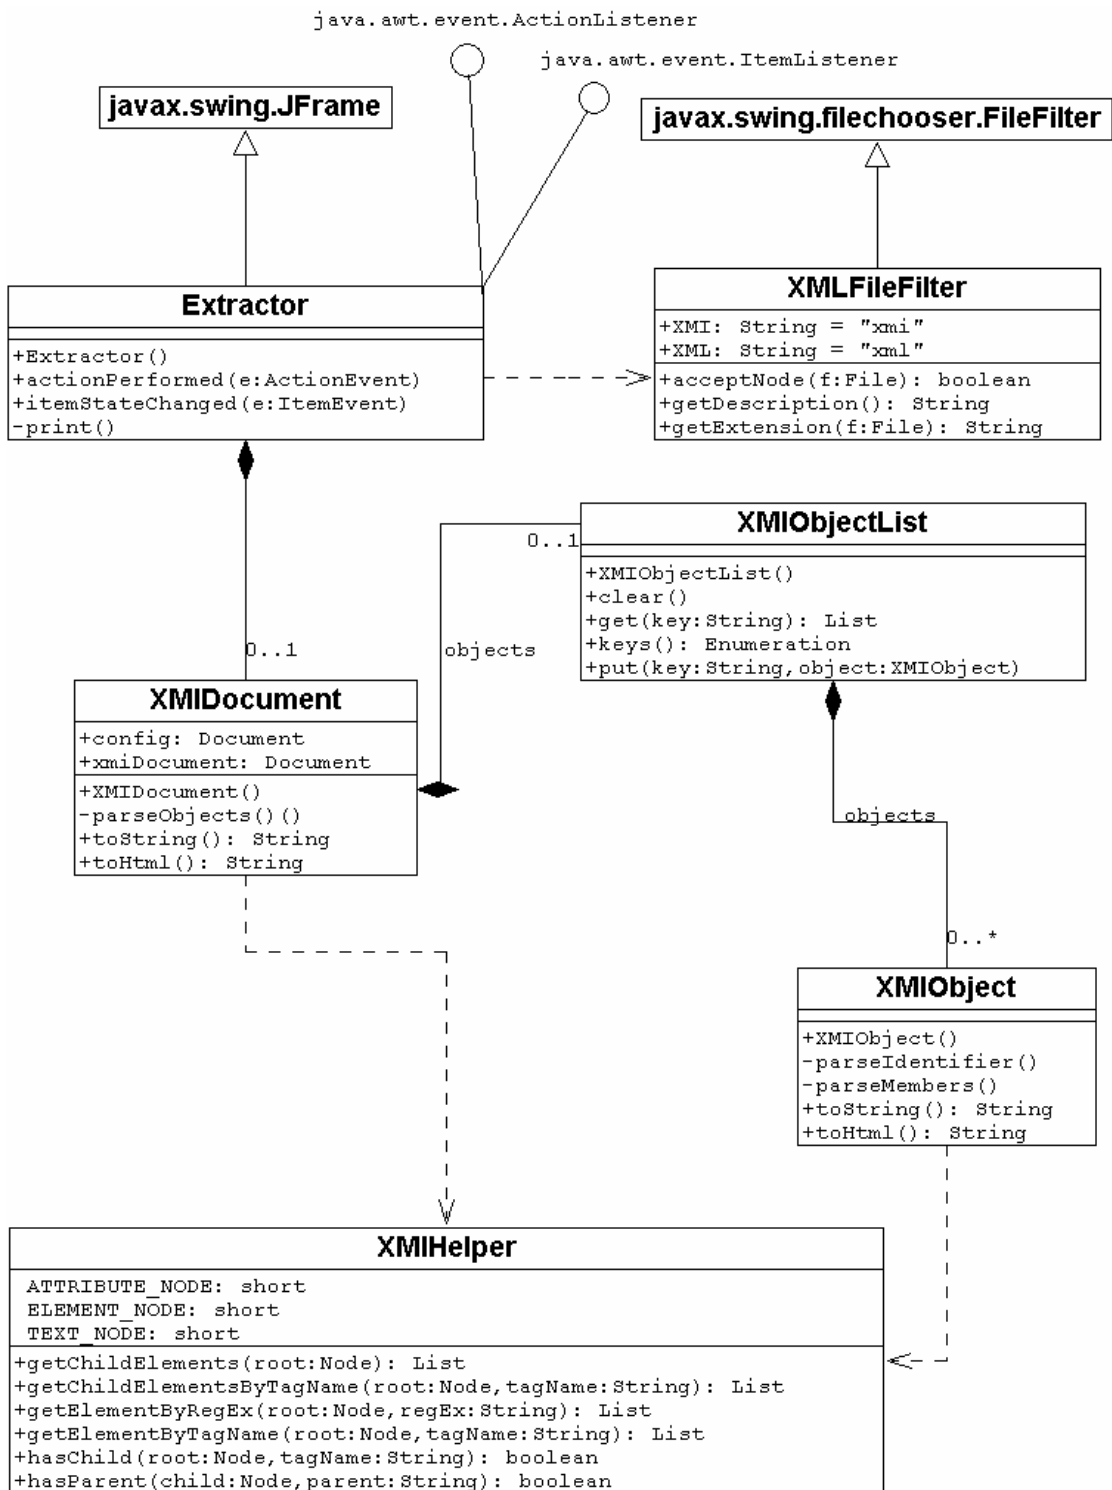 java.awt.event.ActionListener
java.awt.event.ItemListener
javax.swing.JFrame
javax.swing.filechooser.FileFilter
Extractor
+Extractor()
+actionPerformed(e:ActionEvent)
+itemStateChanged(e:ItemEvent)
-print()
XMLFileFilter
+XMI: String = "xmi"
+XML: String = "xml"
+acceptNode(f:File): boolean
+getDescription(): String
+getExtension(f:File): String
XMIObjectList
+XMIObjectList()
+clear()
+get(key:String): List
+keys(): Enumeration
+put(key:String,object:XMIObject)
0..1
objects
0..1
XMIDocument
+config: Document
+xmiDocument: Document
+XMIDocument()
-parseObjects()()
+toString(): String
+toHtml(): String
objects
0..*
XMIObject
+XMIObject()
-parseIdentifier()
-parseMembers()
+toString(): String
+toHtml(): String
XMIHelper
ATTRIBUTE_NODE: short
ELEMENT_NODE: short
TEXT_NODE: short
+getChildElements(root:Node): List
+getChildElementsByTagName(root:Node,tagName:String): List
+getElementByRegEx(root:Node,regEx:String): List
+getElementByTagName(root:Node,tagName:String): List
+hasChild(root:Node,tagName:String): boolean
+hasParent(child:Node,parent:String): boolean